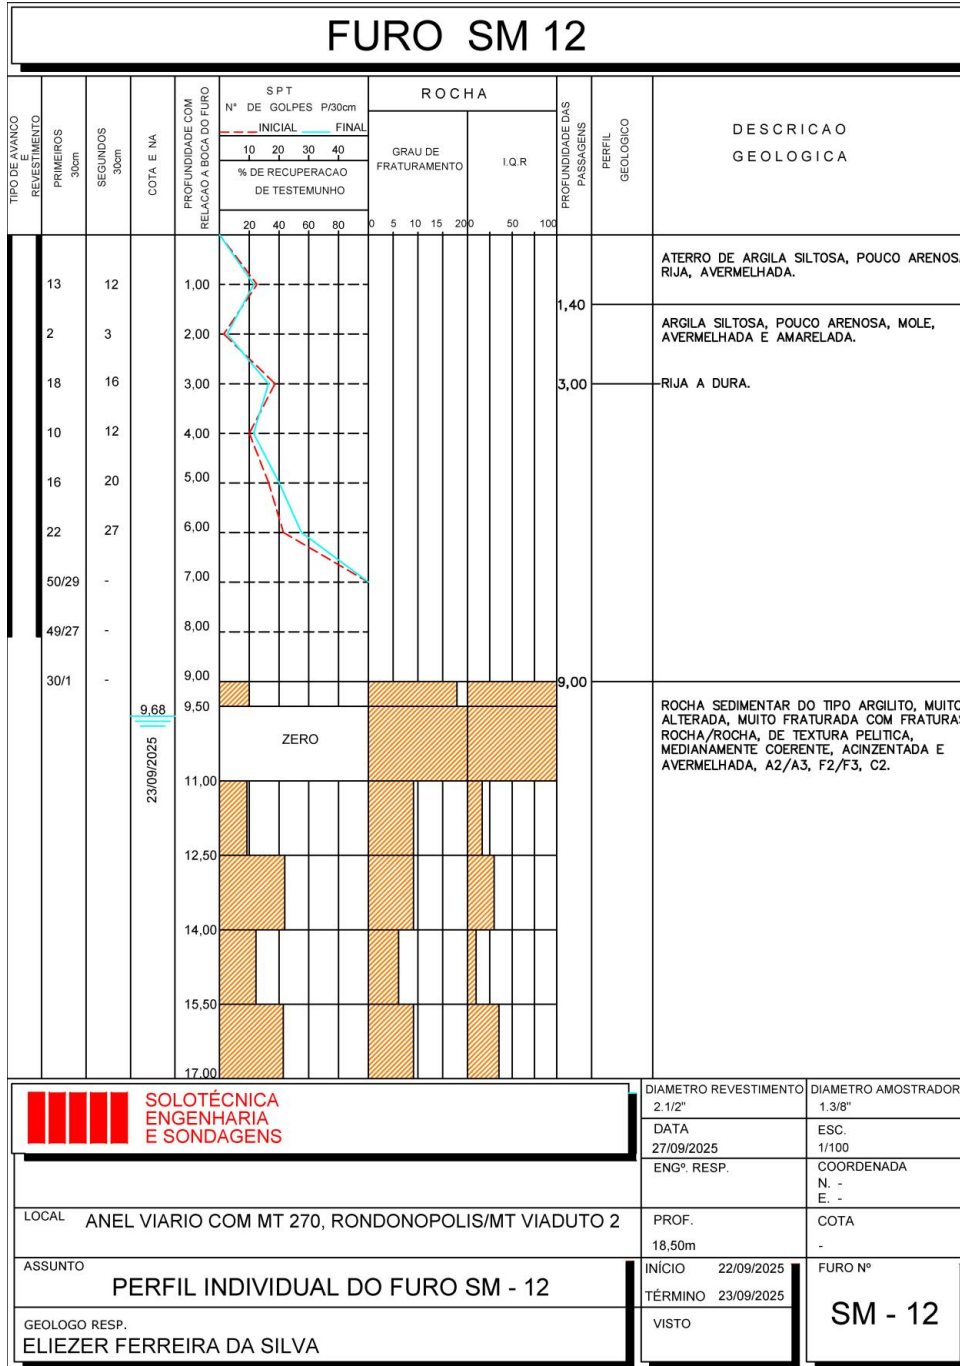 FURO SM 12
TIPO DE AVANCO
E
REVESTIMENTO
PRIMEIROS
30cm
SEGUNDOS
30cm
COTA E NA
PROFUNDIDADE COM
RELACAO A BOCA DO FURO
SPT
N° DE GOLPES P/30cm
INICIAL FINAL
10 20 30 40
% DE RECUPERACAO
DE TESTEMUNHO
20 40 60 80
ROCHA
GRAU DE
FRATURAMENTO
0 5 10 15 20
I.Q.R
0 50 100
PROFUNDIDADE DAS
PASSAGENS
PERFIL
GEOLOGICO
DESCRICAO
GEOLOGICA
ATERRO DE ARGILA SILTOSA, POUCO ARENOSA
RIJA, AVERMELHADA.
13 12 1,00
1,40
ARGILA SILTOSA, POUCO ARENOSA, MOLE,
AVERMELHADA E AMARELADA.
2 3 2,00
18 16 3,00 3,00 RIJA A DURA.
10 12 4,00
16 20 5,00
22 27 6,00
50/29 - 7,00
49/27 - 8,00
30/1 - 9,00 9,00
9,50
9,68
23/09/2025
ZERO
ROCHA SEDIMENTAR DO TIPO ARGILITO, MUITO
ALTERADA, MUITO FRATURADA COM FRATURAS
ROCHA/ROCHA, DE TEXTURA PELITICA,
MEDIANAMENTE COERENTE, ACINZENTADA E
AVERMELHADA, A2/A3, F2/F3, C2.
11,00
12,50
14,00
15,50
17,00
SOLOTÉCNICA
ENGENHARIA
E SONDAGENS
DIAMETRO REVESTIMENTO
2.1/2"
DIAMETRO AMOSTRADOR
1.3/8"
DATA
27/09/2025
ESC.
1/100
ENGº. RESP.
COORDENADA
N. -
E. -
LOCAL ANEL VIARIO COM MT 270, RONDONOPOLIS/MT VIADUTO 2
PROF.
18,50m
COTA
-
ASSUNTO
PERFIL INDIVIDUAL DO FURO SM - 12
INÍCIO 22/09/2025
TÉRMINO 23/09/2025
FURO Nº
SM - 12
GEOLOGO RESP.
ELIEZER FERREIRA DA SILVA
VISTO